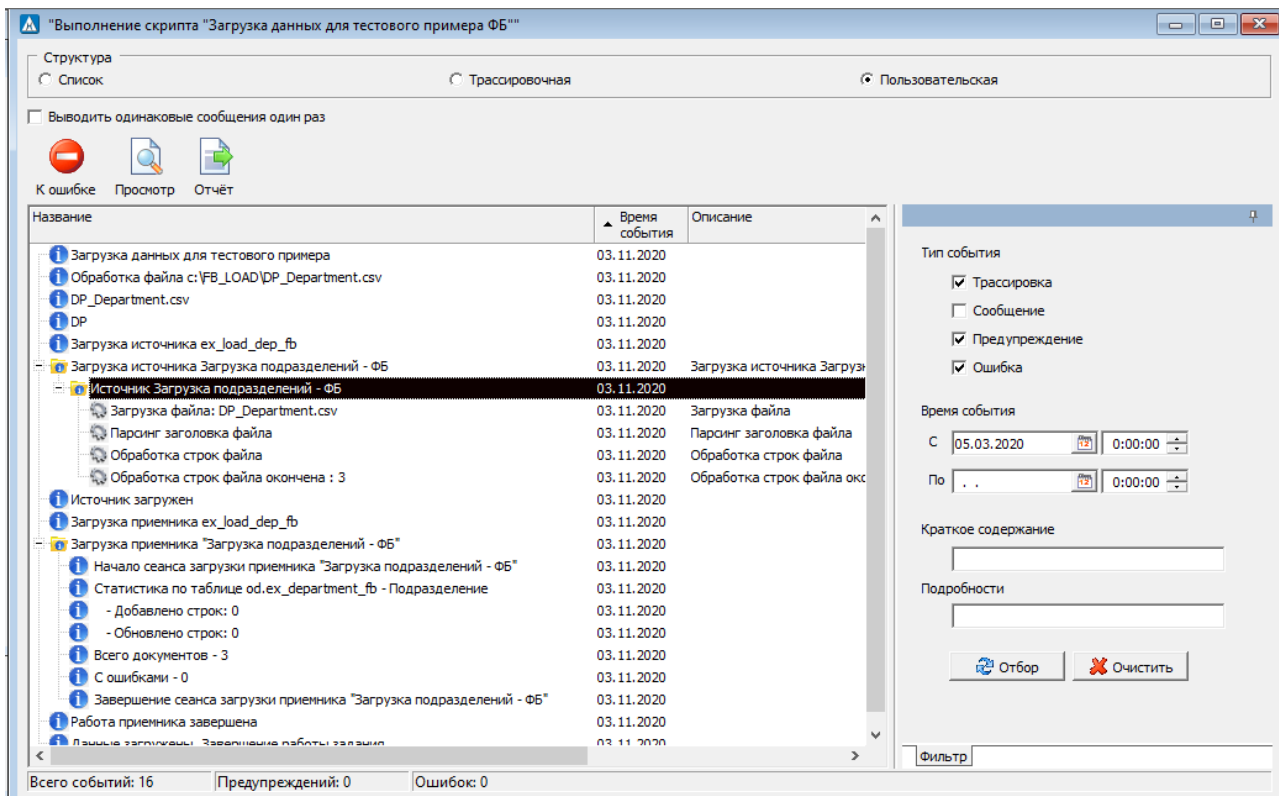 "Выполнение скрипта "Загрузка данных для тестового примера ФБ""
Структура
Список Трассировочная Пользовательская
Выводить одинаковые сообщения один раз
К ошибке Просмотр Отчёт
Название Время события Описание
Загрузка данных для тестового примера 03.11.2020
Обработка файла c:\FB_LOAD\DP_Department.csv 03.11.2020
DP_Department.csv 03.11.2020
DP 03.11.2020
Загрузка источника ex_load_dep_fb 03.11.2020
Загрузка источника Загрузка подразделений - ФБ 03.11.2020 Загрузка источника Загрузк
Источник Загрузка подразделений - ФБ 03.11.2020
Загрузка файла: DP_Department.csv 03.11.2020 Загрузка файла
Парсинг заголовка файла 03.11.2020 Парсинг заголовка файла
Обработка строк файла 03.11.2020 Обработка строк файла
Обработка строк файла окончена : 3 03.11.2020 Обработка строк файла окс
Источник загружен 03.11.2020
Загрузка приемника ex_load_dep_fb 03.11.2020
Загрузка приемника "Загрузка подразделений - ФБ" 03.11.2020
Начало сеанса загрузки приемника "Загрузка подразделений - ФБ" 03.11.2020
Статистика по таблице od.ex_department_fb - Подразделение 03.11.2020
- Добавлено строк: 0 03.11.2020
- Обновлено строк: 0 03.11.2020
Всего документов - 3 03.11.2020
С ошибками - 0 03.11.2020
Завершение сеанса загрузки приемника "Загрузка подразделений - ФБ" 03.11.2020
Работа приемника завершена 03.11.2020
Данные загружены. Завершение работы задания 03.11.2020
Тип события
Трассировка
Сообщение
Предупреждение
Ошибка
Время события
С 05.03.2020 12 0:00:00
По . . 12 0:00:00
Краткое содержание
Подробности
Отбор Очистить
Фильтр
Всего событий: 16 Предупреждений: 0 Ошибок: 0